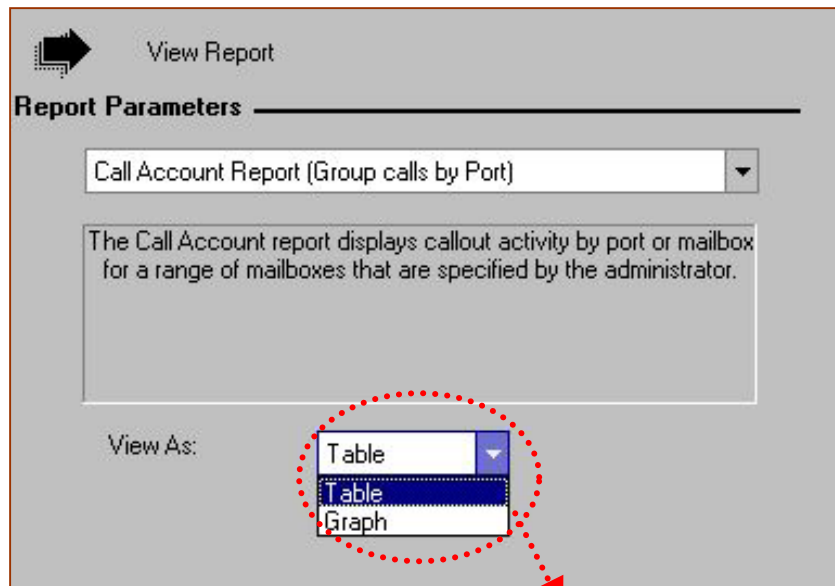 View Report
Report Parameters
Call Account Report (Group calls by Port)
The Call Account report displays callout activity by port or mailbox
for a range of mailboxes that are specified by the administrator.
View As:
Table
Table
Graph